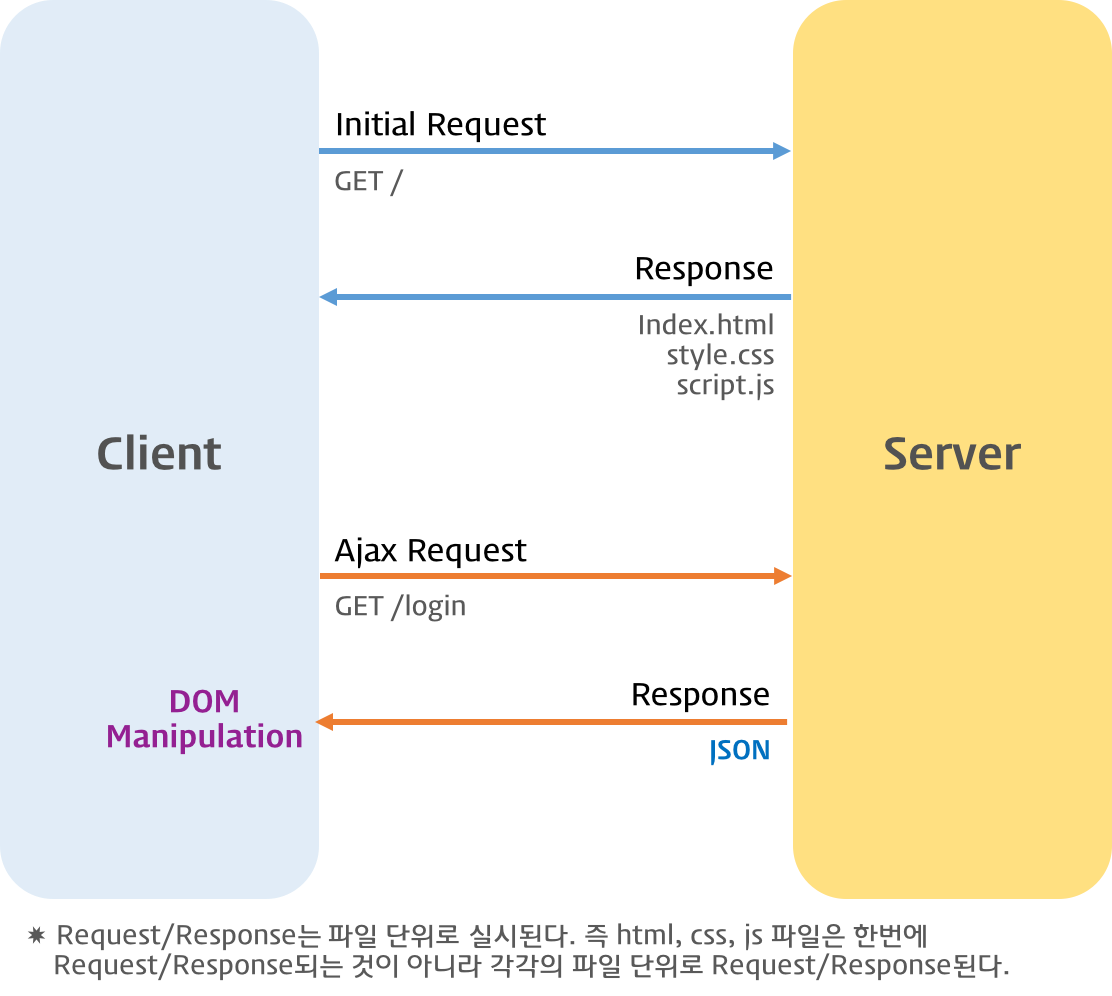 Initial Request
GET /
Response
Index.html
style.css
script.js
Client
Server
Ajax Request
GET /login
Response
JSON
DOM
Manipulation
✷ Request/Response는 파일 단위로 실시된다. 즉 html, css, js 파일은 한번에
Request/Response되는 것이 아니라 각각의 파일 단위로 Request/Response된다.